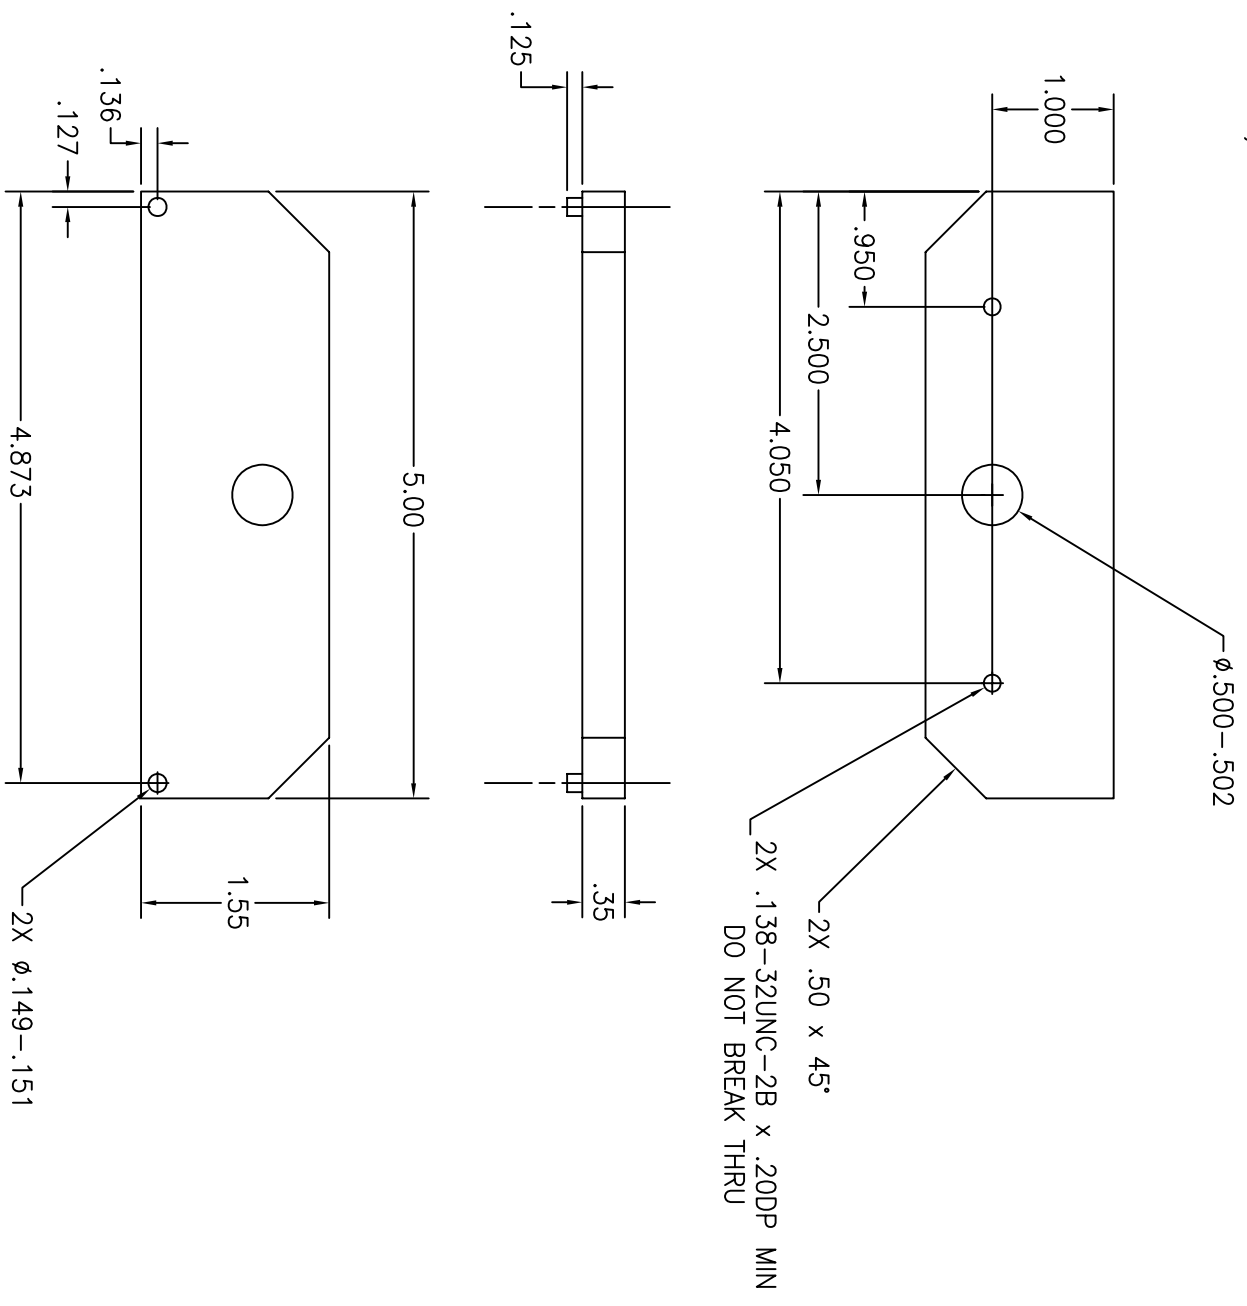 1.000
.950
2.500
4.050
ø.500-.502
2X .50 x 45°
2X .138-32UNC-2B x .20DP MIN
DO NOT BREAK THRU
.125
.35
.136
.127
5.00
4.873
1.55
2X ø.149-.151